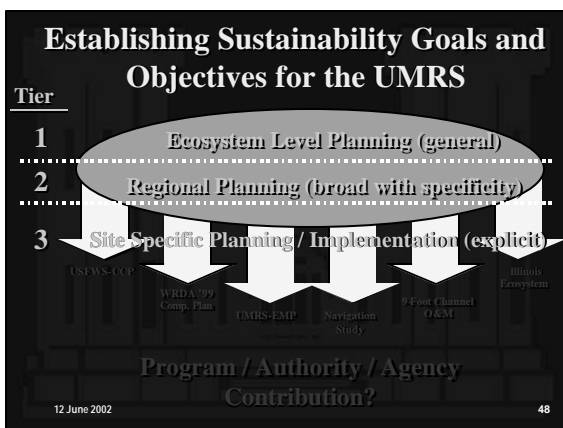 Establishing Sustainability Goals and
Objectives for the UMRS
Tier
1 Ecosystem Level Planning (general)
2 Regional Planning (broad with specificity)
3 Site Specific Planning / Implementation (explicit)
USFWS-CCP
WRDA '99
Comp. Plan
UMRS-EMP
Navigation
Study
9-Foot Channel
O&M
Illinois
Ecosystem
Program / Authority / Agency
Contribution?
12 June 2002
48